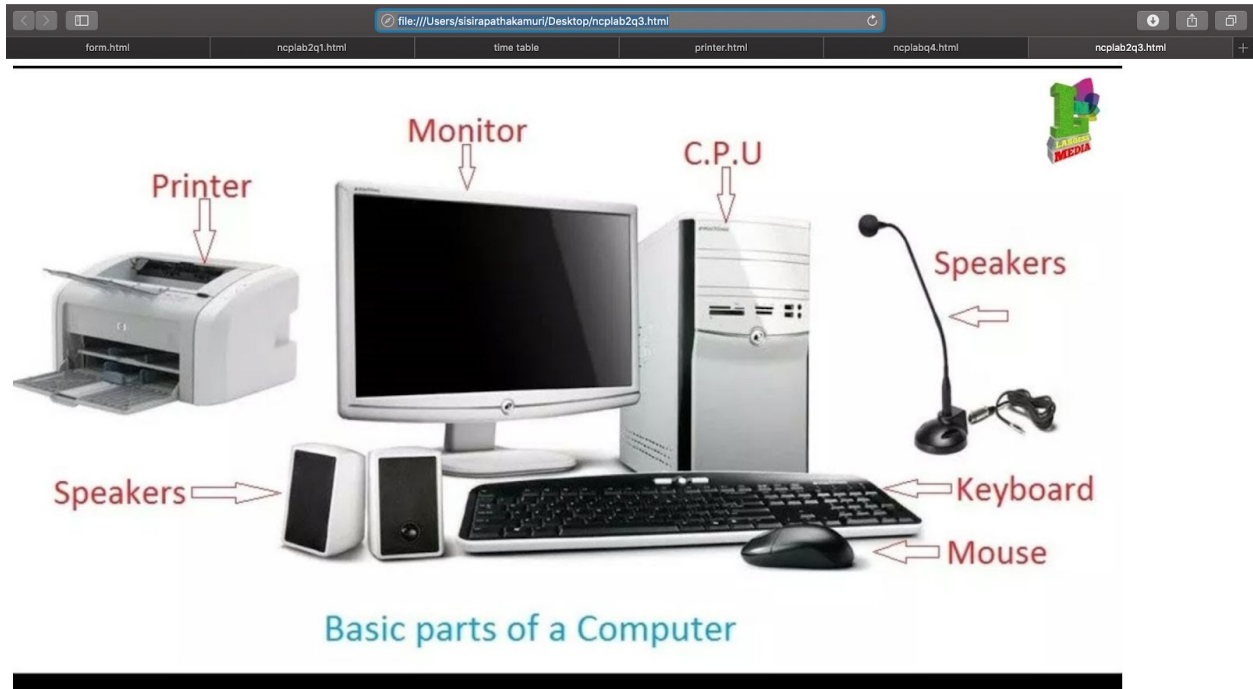 file:///Users/sisirapathakamuri/Desktop/ncplab2q3.html
form.html
ncplab2q1.html
time table
printer.html
ncplabq4.html
ncplab2q3.html
Monitor
C.P.U
Printer
Speakers
Speakers
Keyboard
Mouse
Basic parts of a Computer
MEDIA